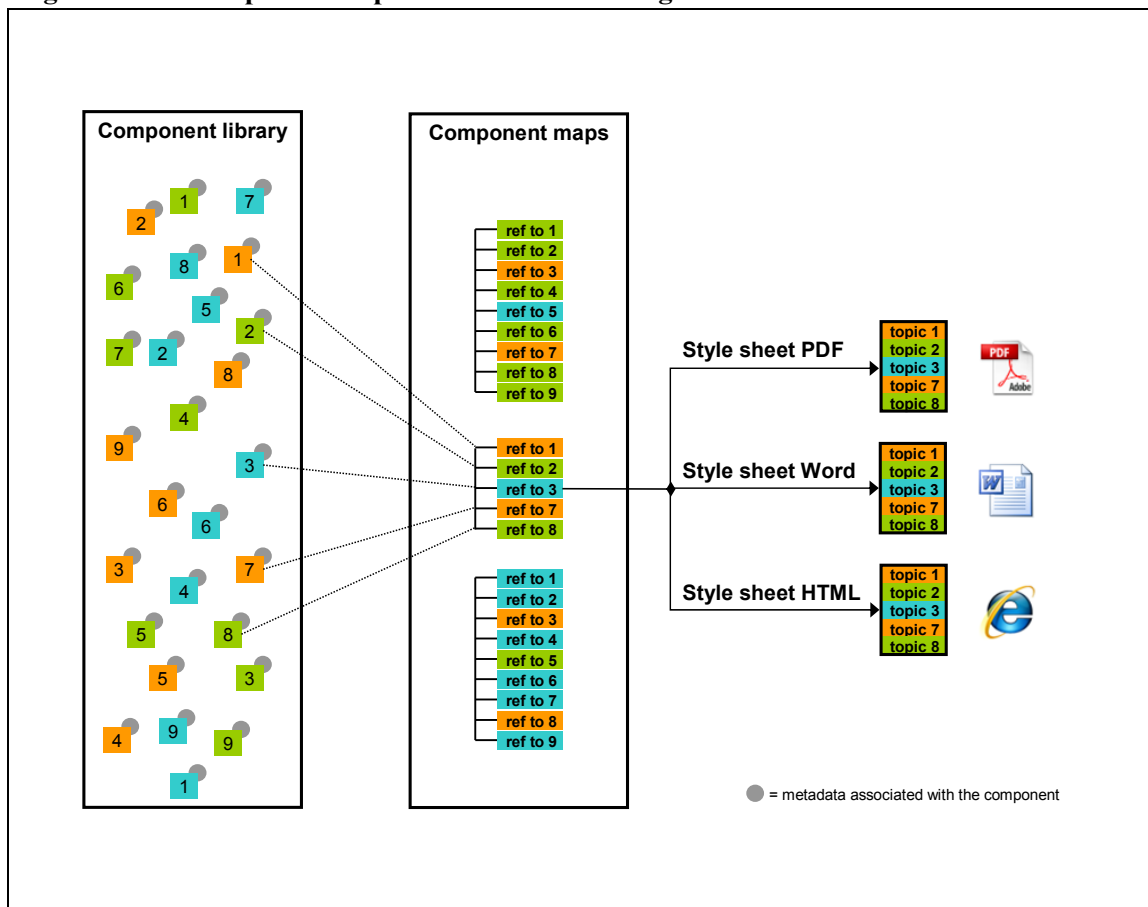 Component library
1
7
2
8
1
6
5
2
7
2
8
4
9
3
6
6
3
7
4
5
8
5
3
4
9
9
1
Component maps
ref to 1
ref to 2
ref to 3
ref to 4
ref to 5
ref to 6
ref to 7
ref to 8
ref to 9
ref to 1
ref to 2
ref to 3
ref to 7
ref to 8
ref to 1
ref to 2
ref to 3
ref to 4
ref to 5
ref to 6
ref to 7
ref to 8
ref to 9
Style sheet PDF
topic 1
topic 2
topic 3
topic 7
topic 8
PDF
Adobe
Style sheet Word
topic 1
topic 2
topic 3
topic 7
topic 8
W
Style sheet HTML
topic 1
topic 2
topic 3
topic 7
topic 8
= metadata associated with the component